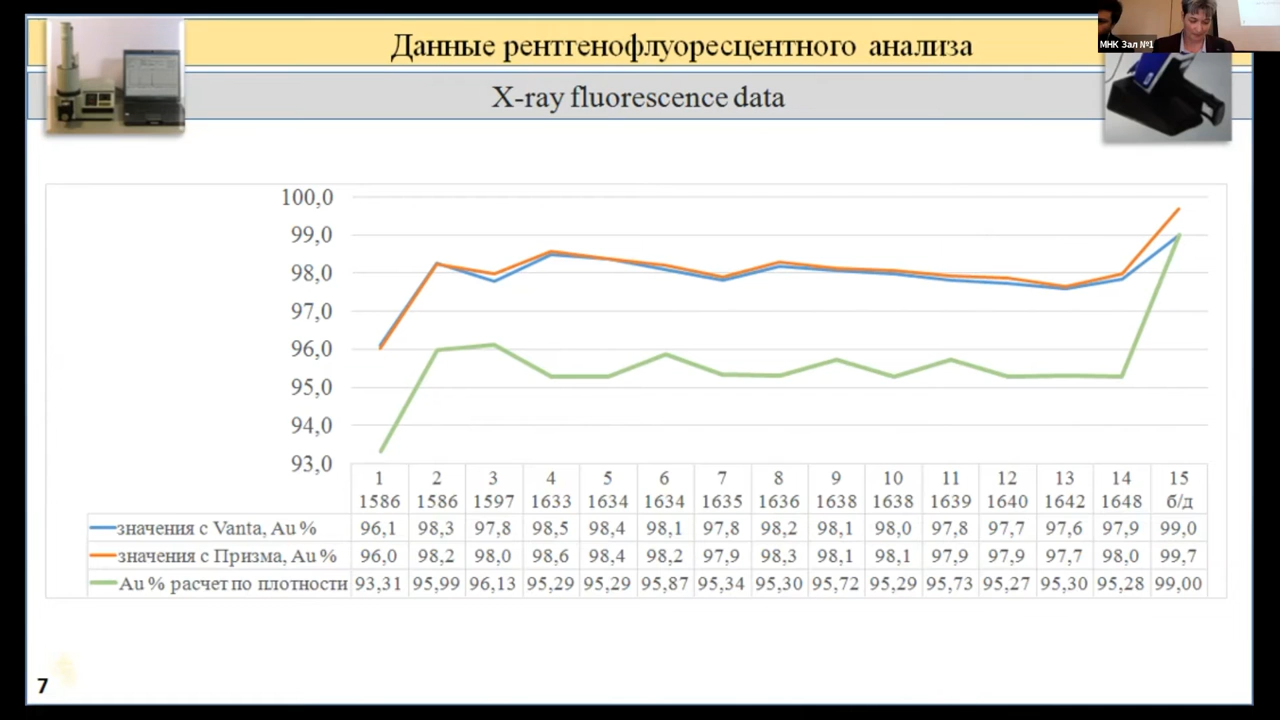 Данные рентгенофлуоресцентного анализа
МНК Зал №1
X-ray fluorescence data
100,0
99,0
98,0
97,0
96,0
95,0
94,0
93,0
1 2 3 4 5 6 7 8 9 10 11 12 13 14 15
1586 1586 1597 1633 1634 1634 1635 1636 1638 1638 1639 1640 1642 1648 б/д
значения с Vanta, Au % 96,1 98,3 97,8 98,5 98,4 98,1 97,8 98,2 98,1 98,0 97,8 97,7 97,6 97,9 99,0
значения с Призма, Au % 96,0 98,2 98,0 98,6 98,4 98,2 97,9 98,3 98,1 98,1 97,9 97,9 97,7 98,0 99,7
Au % расчет по плотности 93,31 95,99 96,13 95,29 95,29 95,87 95,34 95,30 95,72 95,29 95,73 95,27 95,30 95,28 99,00
7